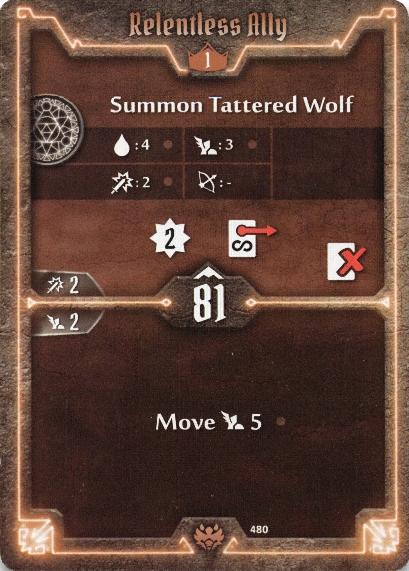 Relentless Ally
1
Summon Tattered Wolf
: 4 : 3
: 2 : -
2
2
81
2
Move 5
480